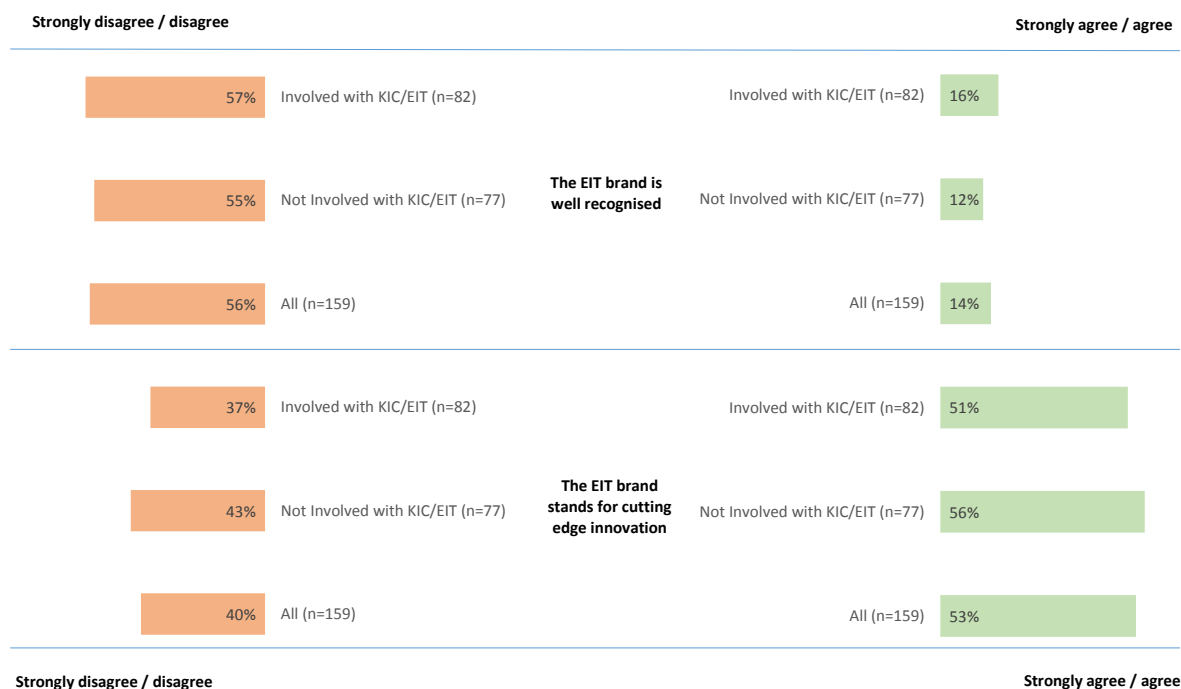 Strongly disagree / disagree
Strongly agree / agree
57% Involved with KIC/EIT (n=82)
Involved with KIC/EIT (n=82) 16%
55% Not Involved with KIC/EIT (n=77)
The EIT brand is
well recognised
Not Involved with KIC/EIT (n=77) 12%
56% All (n=159)
All (n=159) 14%
37% Involved with KIC/EIT (n=82)
Involved with KIC/EIT (n=82) 51%
43% Not Involved with KIC/EIT (n=77)
The EIT brand
stands for cutting
edge innovation
Not Involved with KIC/EIT (n=77) 56%
40% All (n=159)
All (n=159) 53%
Strongly disagree / disagree
Strongly agree / agree